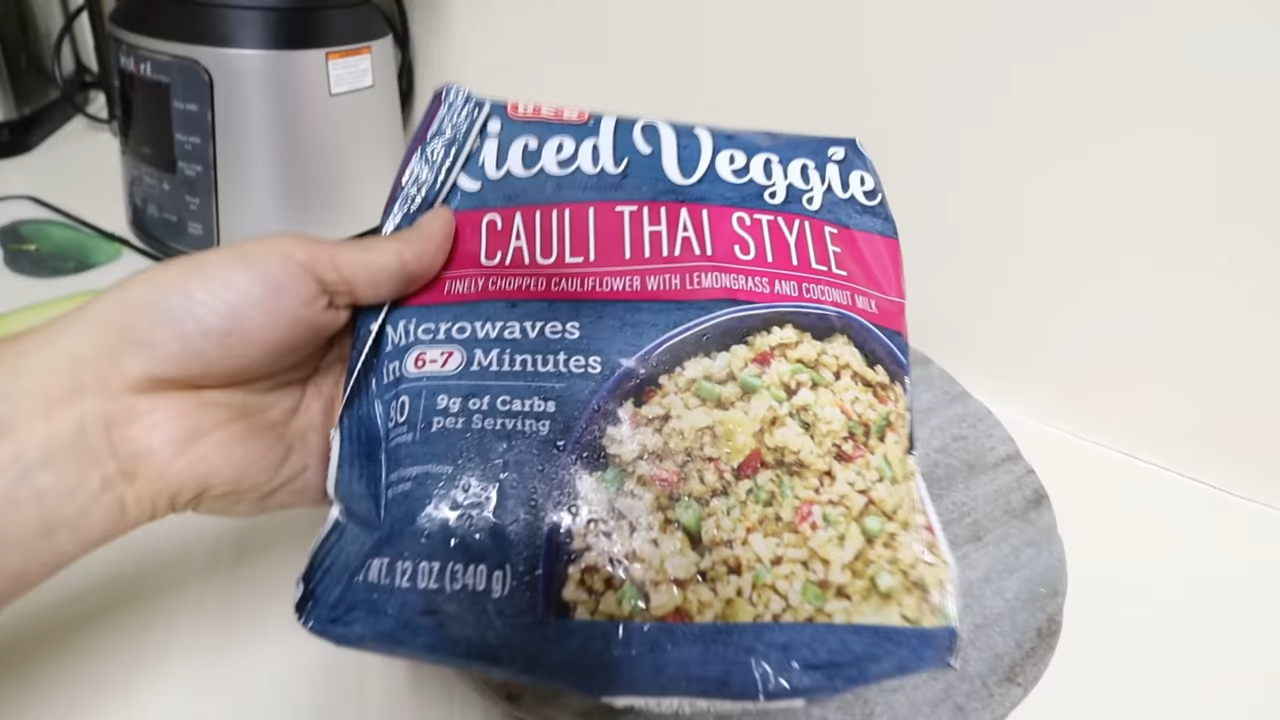 H-E-B
Riced Veggie
CAULI THAI STYLE
FINELY CHOPPED CAULIFLOWER WITH LEMONGRASS AND COCONUT MILK
Microwaves
in 6-7 Minutes
80
9g of Carbs
per Serving
WT. 12 OZ (340 g)